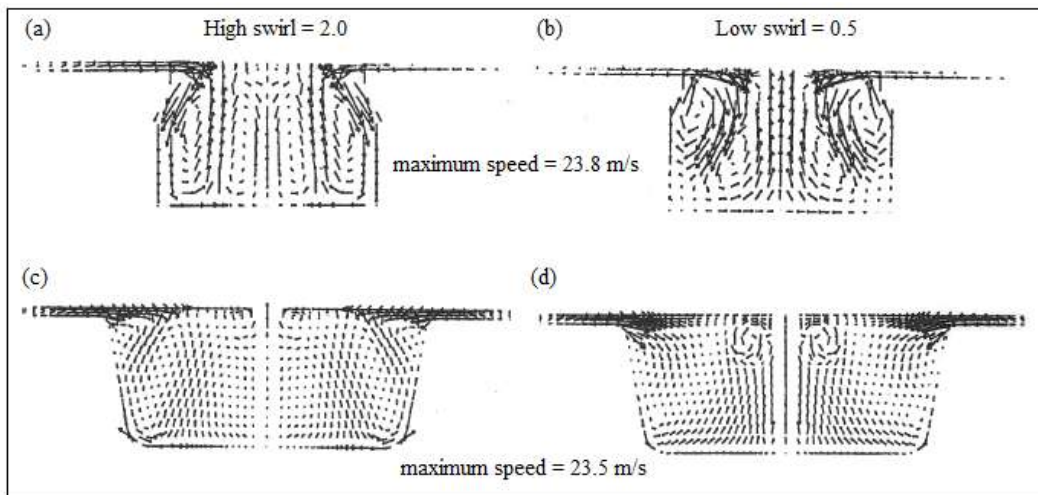 (a) High swirl = 2.0 (b) Low swirl = 0.5
maximum speed = 23.8 m/s
(c) (d)
maximum speed = 23.5 m/s